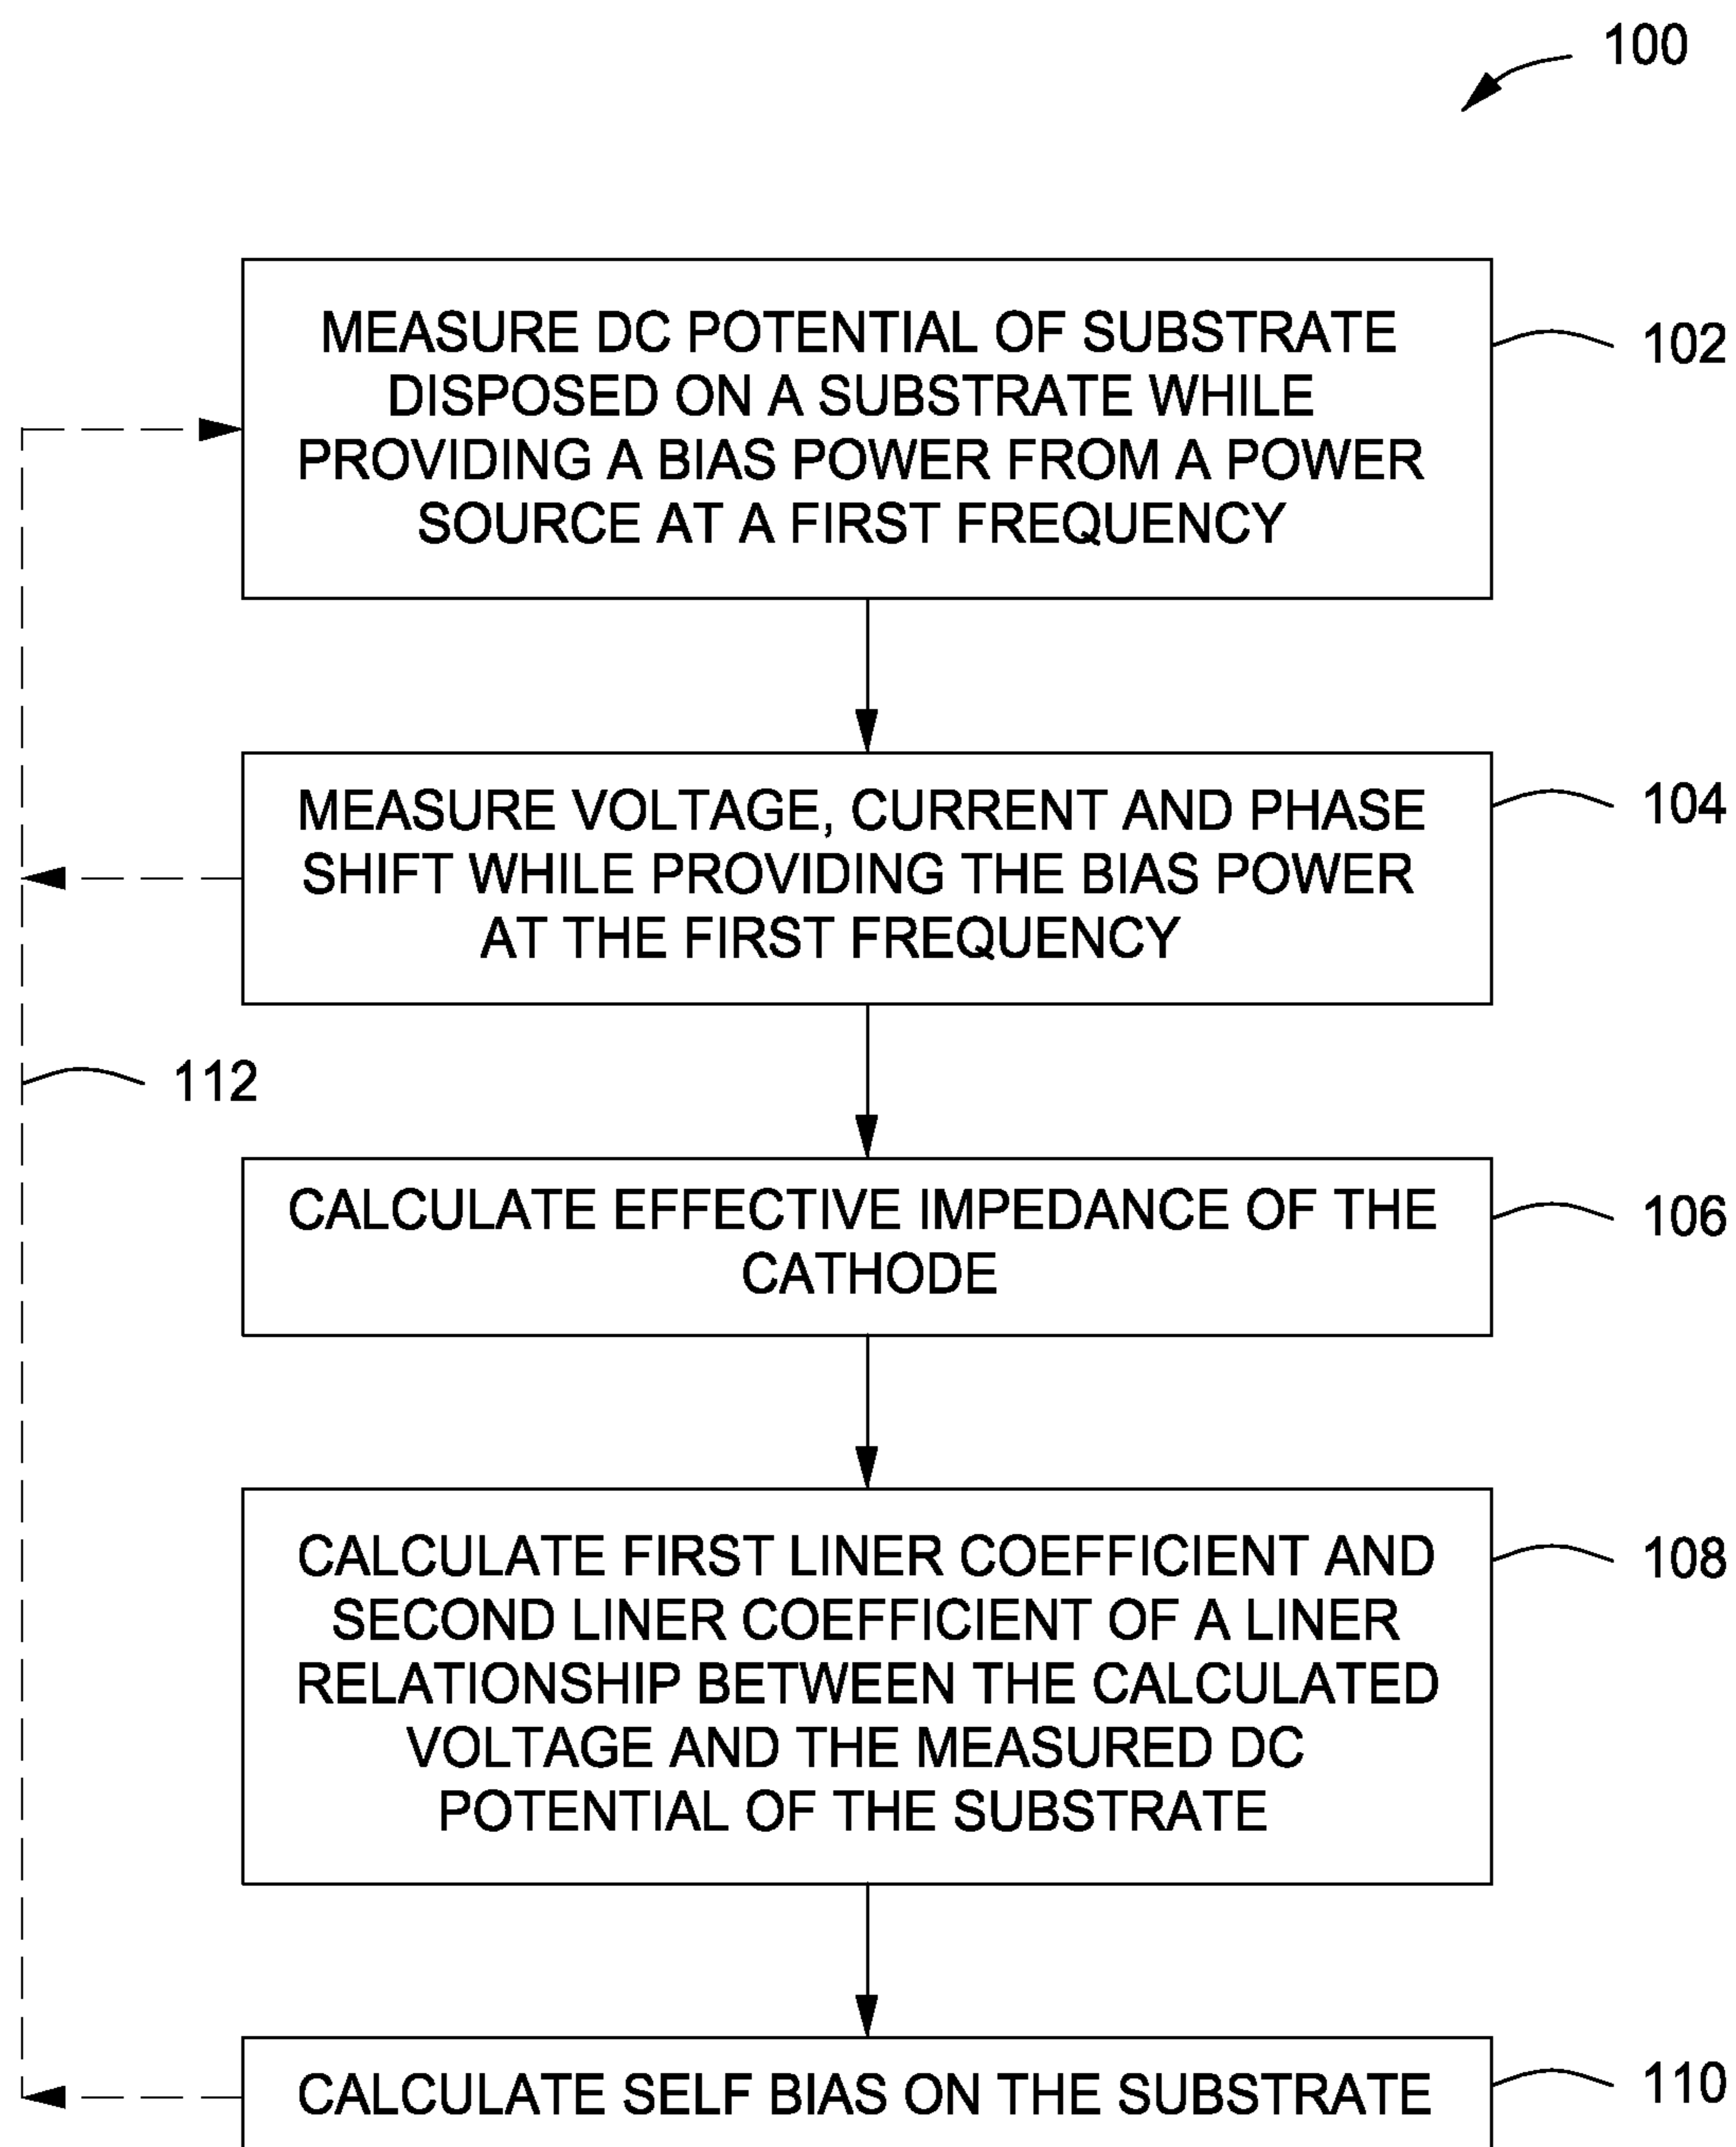 100
MEASURE DC POTENTIAL OF SUBSTRATE
DISPOSED ON A SUBSTRATE WHILE
PROVIDING A BIAS POWER FROM A POWER
SOURCE AT A FIRST FREQUENCY
102
MEASURE VOLTAGE, CURRENT AND PHASE
SHIFT WHILE PROVIDING THE BIAS POWER
AT THE FIRST FREQUENCY
104
112
CALCULATE EFFECTIVE IMPEDANCE OF THE
CATHODE
106
CALCULATE FIRST LINER COEFFICIENT AND
SECOND LINER COEFFICIENT OF A LINER
RELATIONSHIP BETWEEN THE CALCULATED
VOLTAGE AND THE MEASURED DC
POTENTIAL OF THE SUBSTRATE
108
CALCULATE SELF BIAS ON THE SUBSTRATE
110